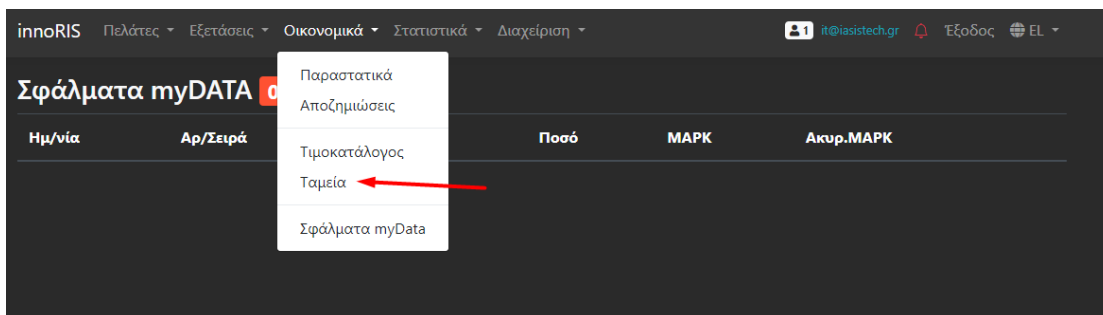 innoRIS Πελάτες Εξετάσεις Οικονομικά Στατιστικά Διαχείριση 1 it@iasistech.gr Έξοδος EL
Σφάλματα myDATA 0
Παραστατικά
Αποζημιώσεις
Ημ/νία Αρ/Σειρά Ποσό ΜΑΡΚ Ακυρ.ΜΑΡΚ
Τιμοκατάλογος
Ταμεία
Σφάλματα myData